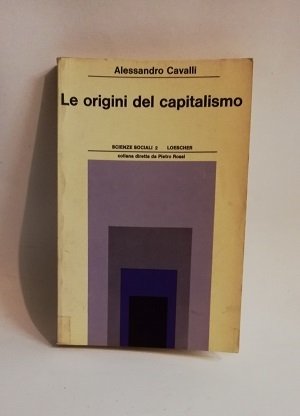 Alessandro Cavalli
Le origini del capitalismo
SCIENZE SOCIALI 2 LOESCHER
collana diretta da Pietro Rossi